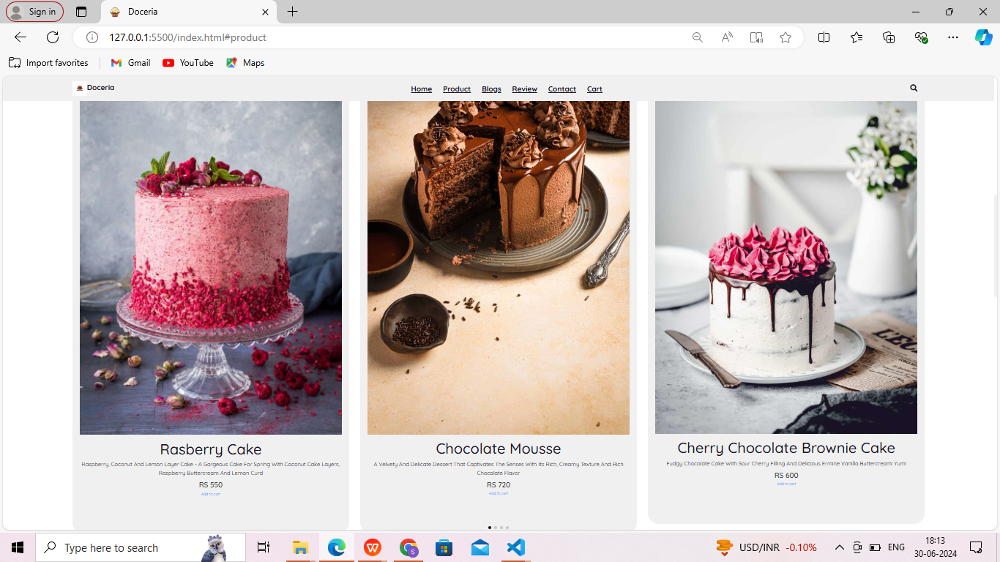 Sign in
Doceria
127.0.0.1:5500/index.html#product
Import favorites
Gmail
YouTube
Maps
Doceria
Home
Product
Blogs
Review
Contact
Cart
L'EC
Rasberry Cake
Raspberry, Coconut And Lemon Layer Cake - A Gorgeous Cake For Spring With Coconut Cake Layers,
Raspberry Buttercream And Lemon Curd
RS 550
Add to cart
Chocolate Mousse
A Velvety And Delicate Dessert That Captivates The Senses With Its Rich, Creamy Texture And Rich
Chocolate Flavor
RS 720
Add to cart
Cherry Chocolate Brownie Cake
Fudgy Chocolate Cake With Sour Cherry Filling And Delicious Ermine Vanilla Buttercream! Yum!
RS 600
Add to cart
Type here to search
USD/INR -0.10%
ENG
18:13
30-06-2024